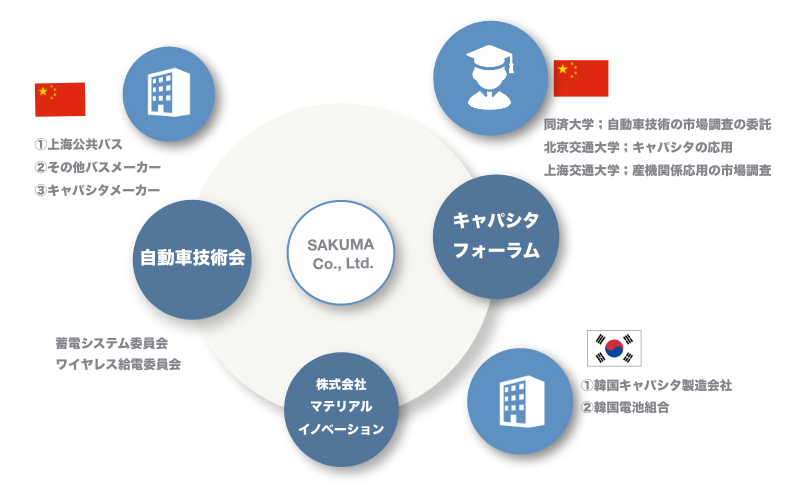 ①上海公共バス
②その他バスメーカー
③キャパシタメーカー
同済大学；自動車技術の市場調査の委託
北京交通大学；キャパシタの応用
上海交通大学；産機関係応用の市場調査
自動車技術会
SAKUMA
Co., Ltd.
キャパシタ
フォーラム
蓄電システム委員会
ワイヤレス給電委員会
株式会社
マテリアル
イノベーション
①韓国キャパシタ製造会社
②韓国電池組合